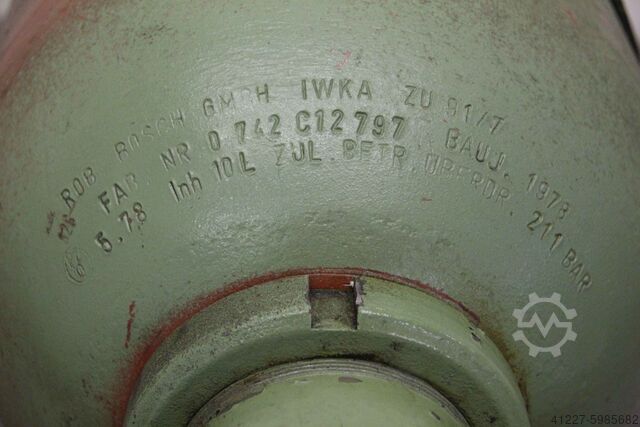 ROB BOSCH GMBH IWKA ZU 91/7
FAB NR 0 742 C12 797 BAUJ. 1978
5.78 Inh 10L ZUL. BETR. ÜBERDR. 211 BAR
41227-5985682